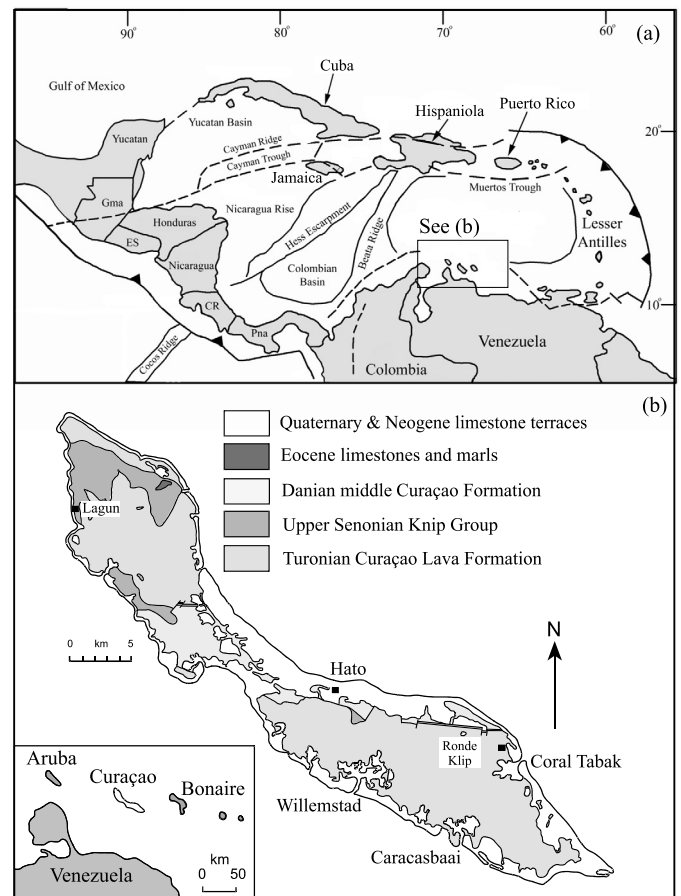 90°
80°
70°
60°
(a)
Cuba
Gulf of Mexico
Hispaniola
Puerto Rico
Yucatan Basin
20°
Yucatan
Cayman Ridge
Cayman Trough
Jamaica
Muertos Trough
Gma
Nicaragua Rise
Honduras
Hess Escarpment
Beata Ridge
See (b)
Lesser
Antilles
ES
Nicaragua
Colombian
Basin
CR
10°
Pna
Cocos Ridge
Venezuela
Colombia
(b)
Quaternary & Neogene limestone terraces
Eocene limestones and marls
Danian middle Curaçao Formation
Upper Senonian Knip Group
Turonian Curaçao Lava Formation
Lagun
0 km 5
N
Hato
Ronde
Klip
Coral Tabak
Willemstad
Caracasbaai
Aruba
Curaçao
Bonaire
km
0 50
Venezuela